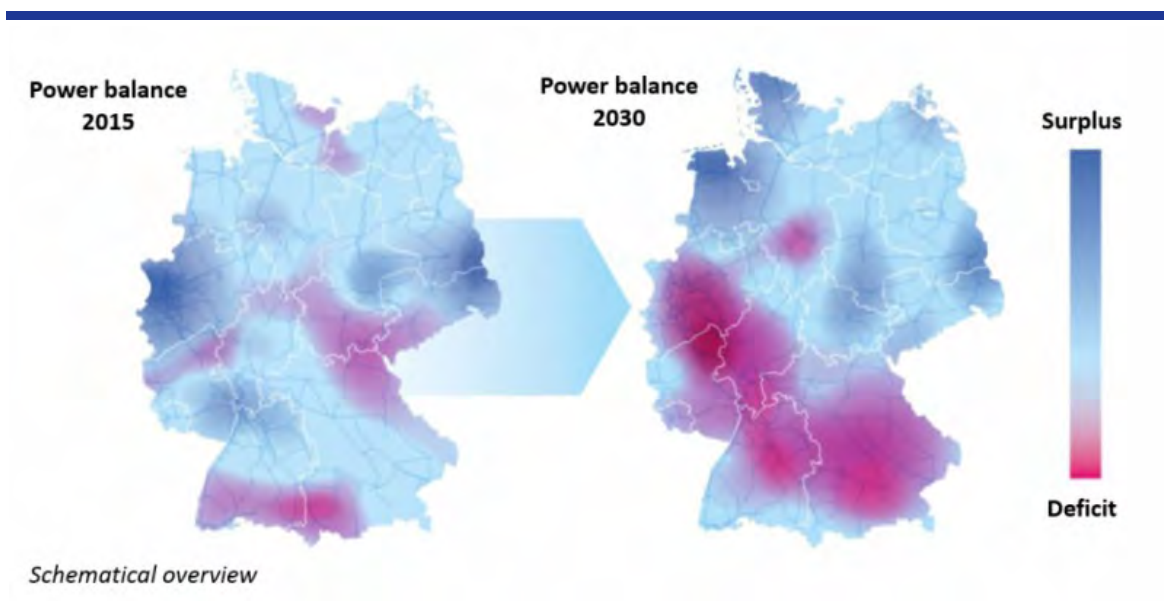 Power balance
2015
Power balance
2030
Surplus
Deficit
Schematical overview